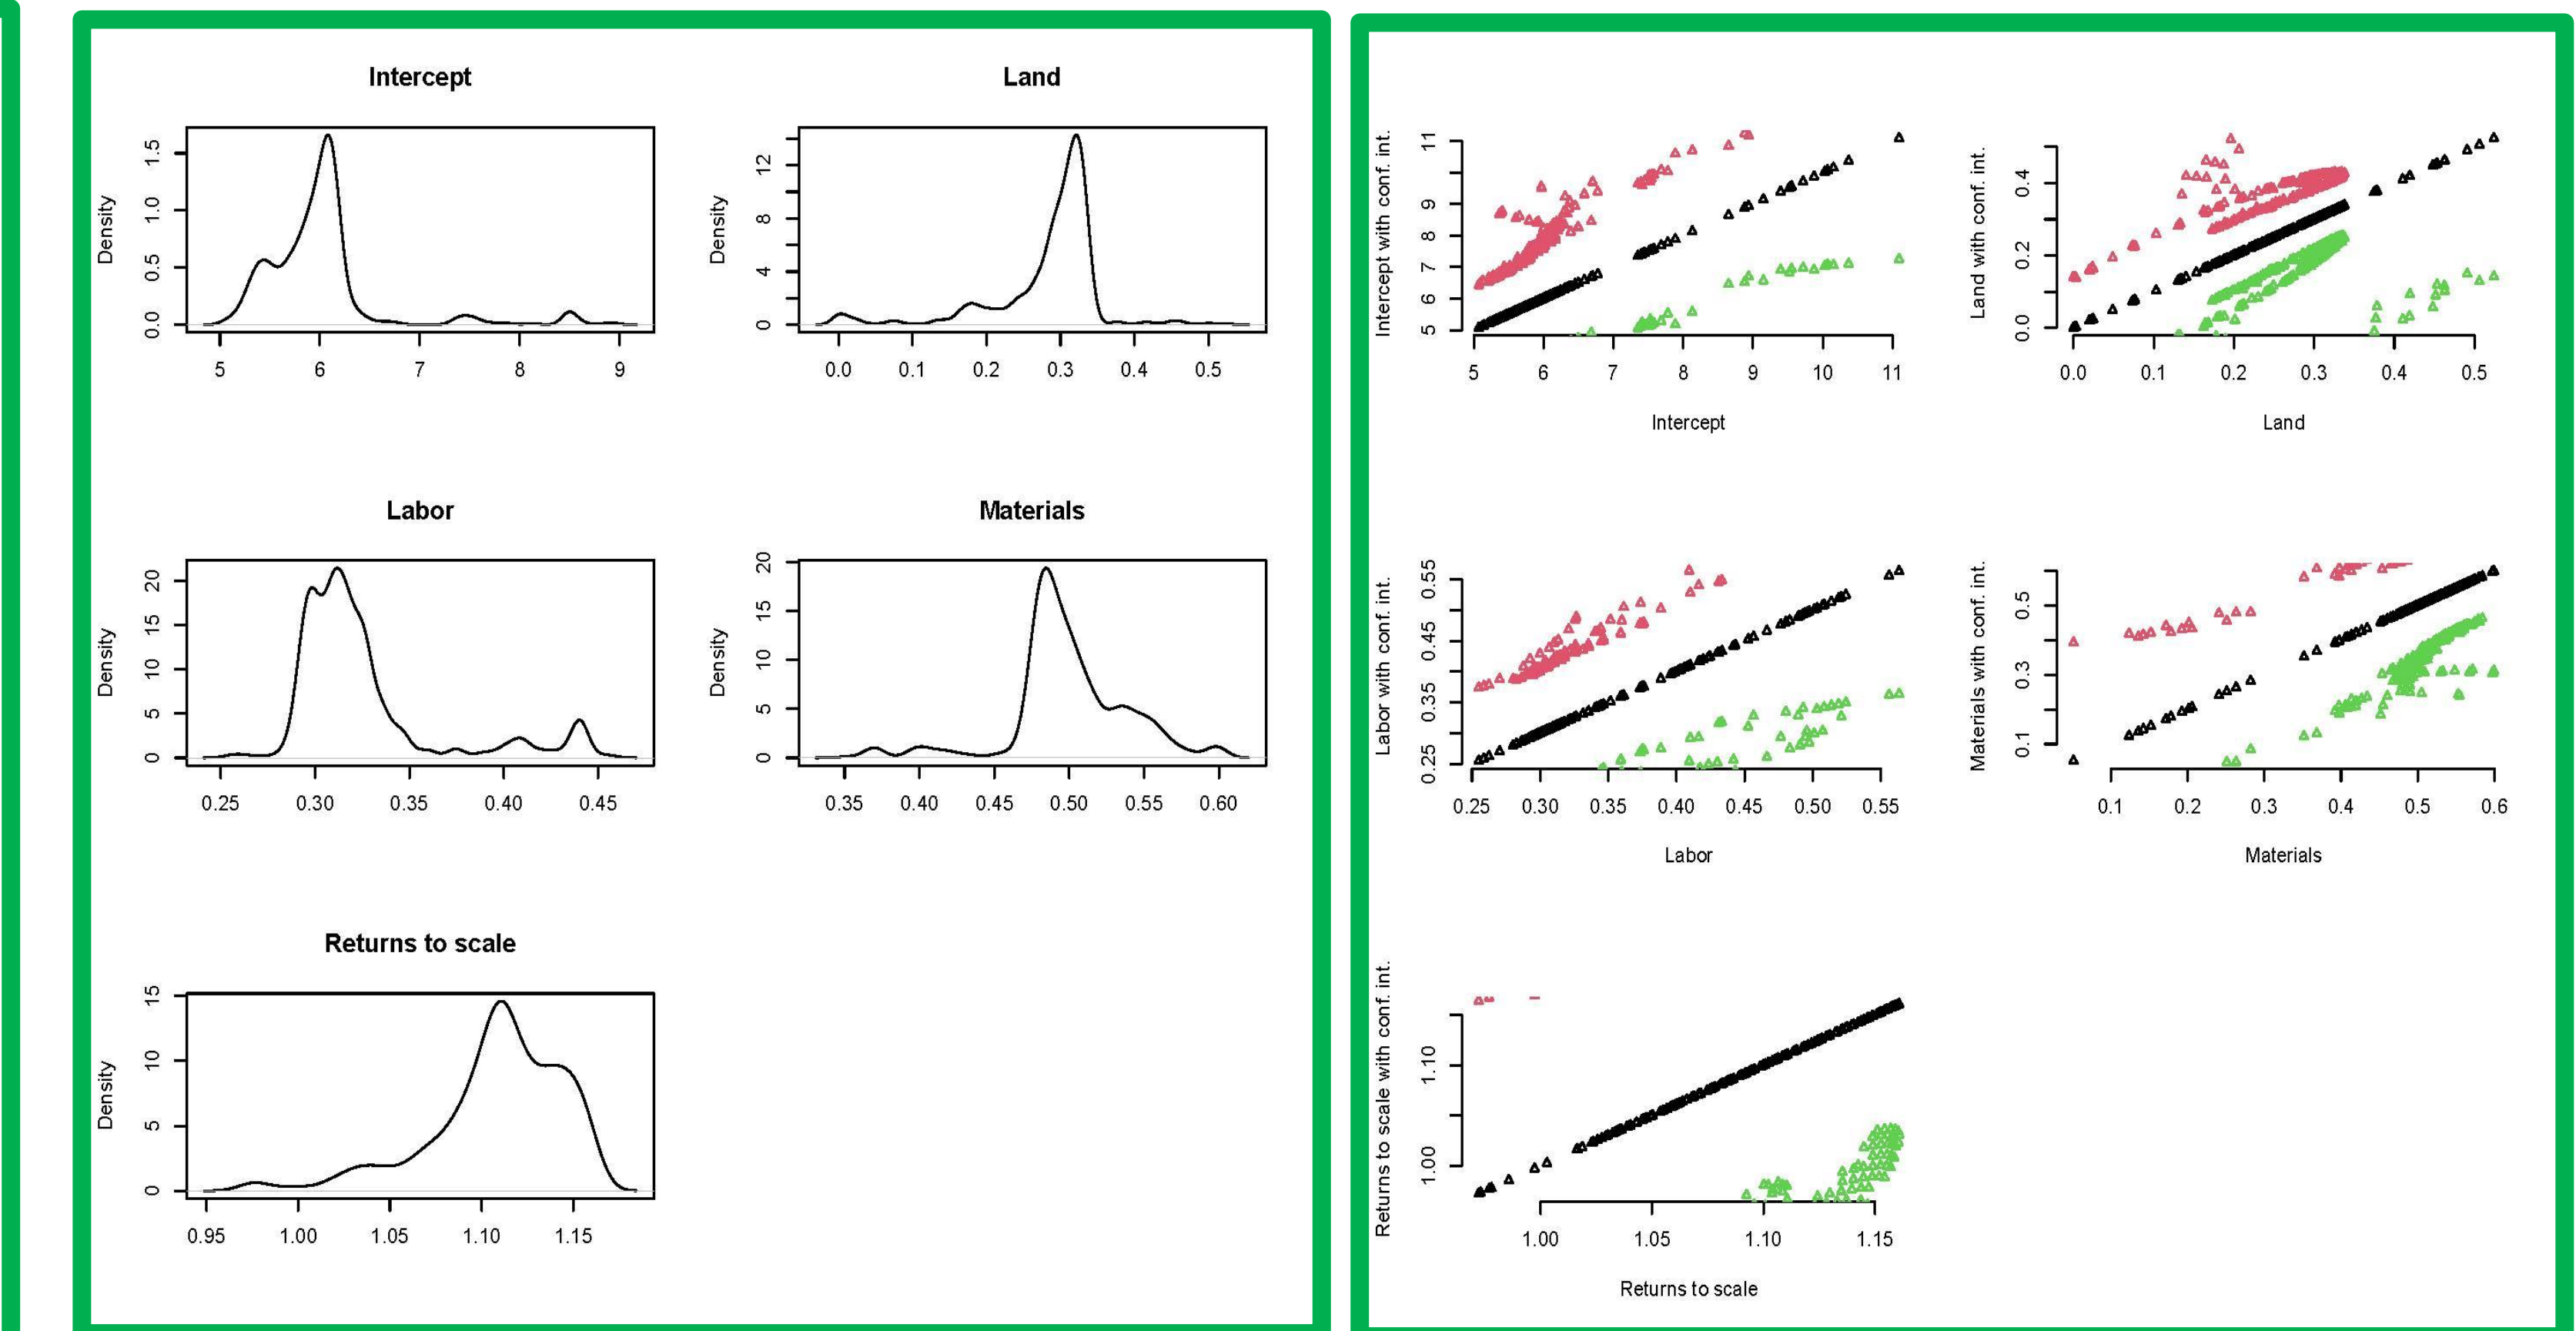 Intercept
Density
0.0 0.5 1.0 1.5
5 6 7 8 9
Land
Density
0 4 8 12
0.0 0.1 0.2 0.3 0.4 0.5
Labor
Density
0 5 10 15 20
0.25 0.30 0.35 0.40 0.45
Materials
Density
0 5 10 15 20
0.35 0.40 0.45 0.50 0.55 0.60
Returns to scale
Density
0 5 10 15
0.95 1.00 1.05 1.10 1.15
Intercept with conf. int.
5 6 7 8 9 11
5 6 7 8 9 10 11
Intercept
Land with conf. int.
0.0 0.2 0.4
0.0 0.1 0.2 0.3 0.4 0.5
Land
Labor with conf. int.
0.25 0.35 0.45 0.55
0.25 0.30 0.35 0.40 0.45 0.50 0.55
Labor
Materials with conf. int.
0.1 0.3 0.5
0.1 0.2 0.3 0.4 0.5 0.6
Materials
Returns to scale with conf. int.
1.00 1.10
1.00 1.05 1.10 1.15
Returns to scale